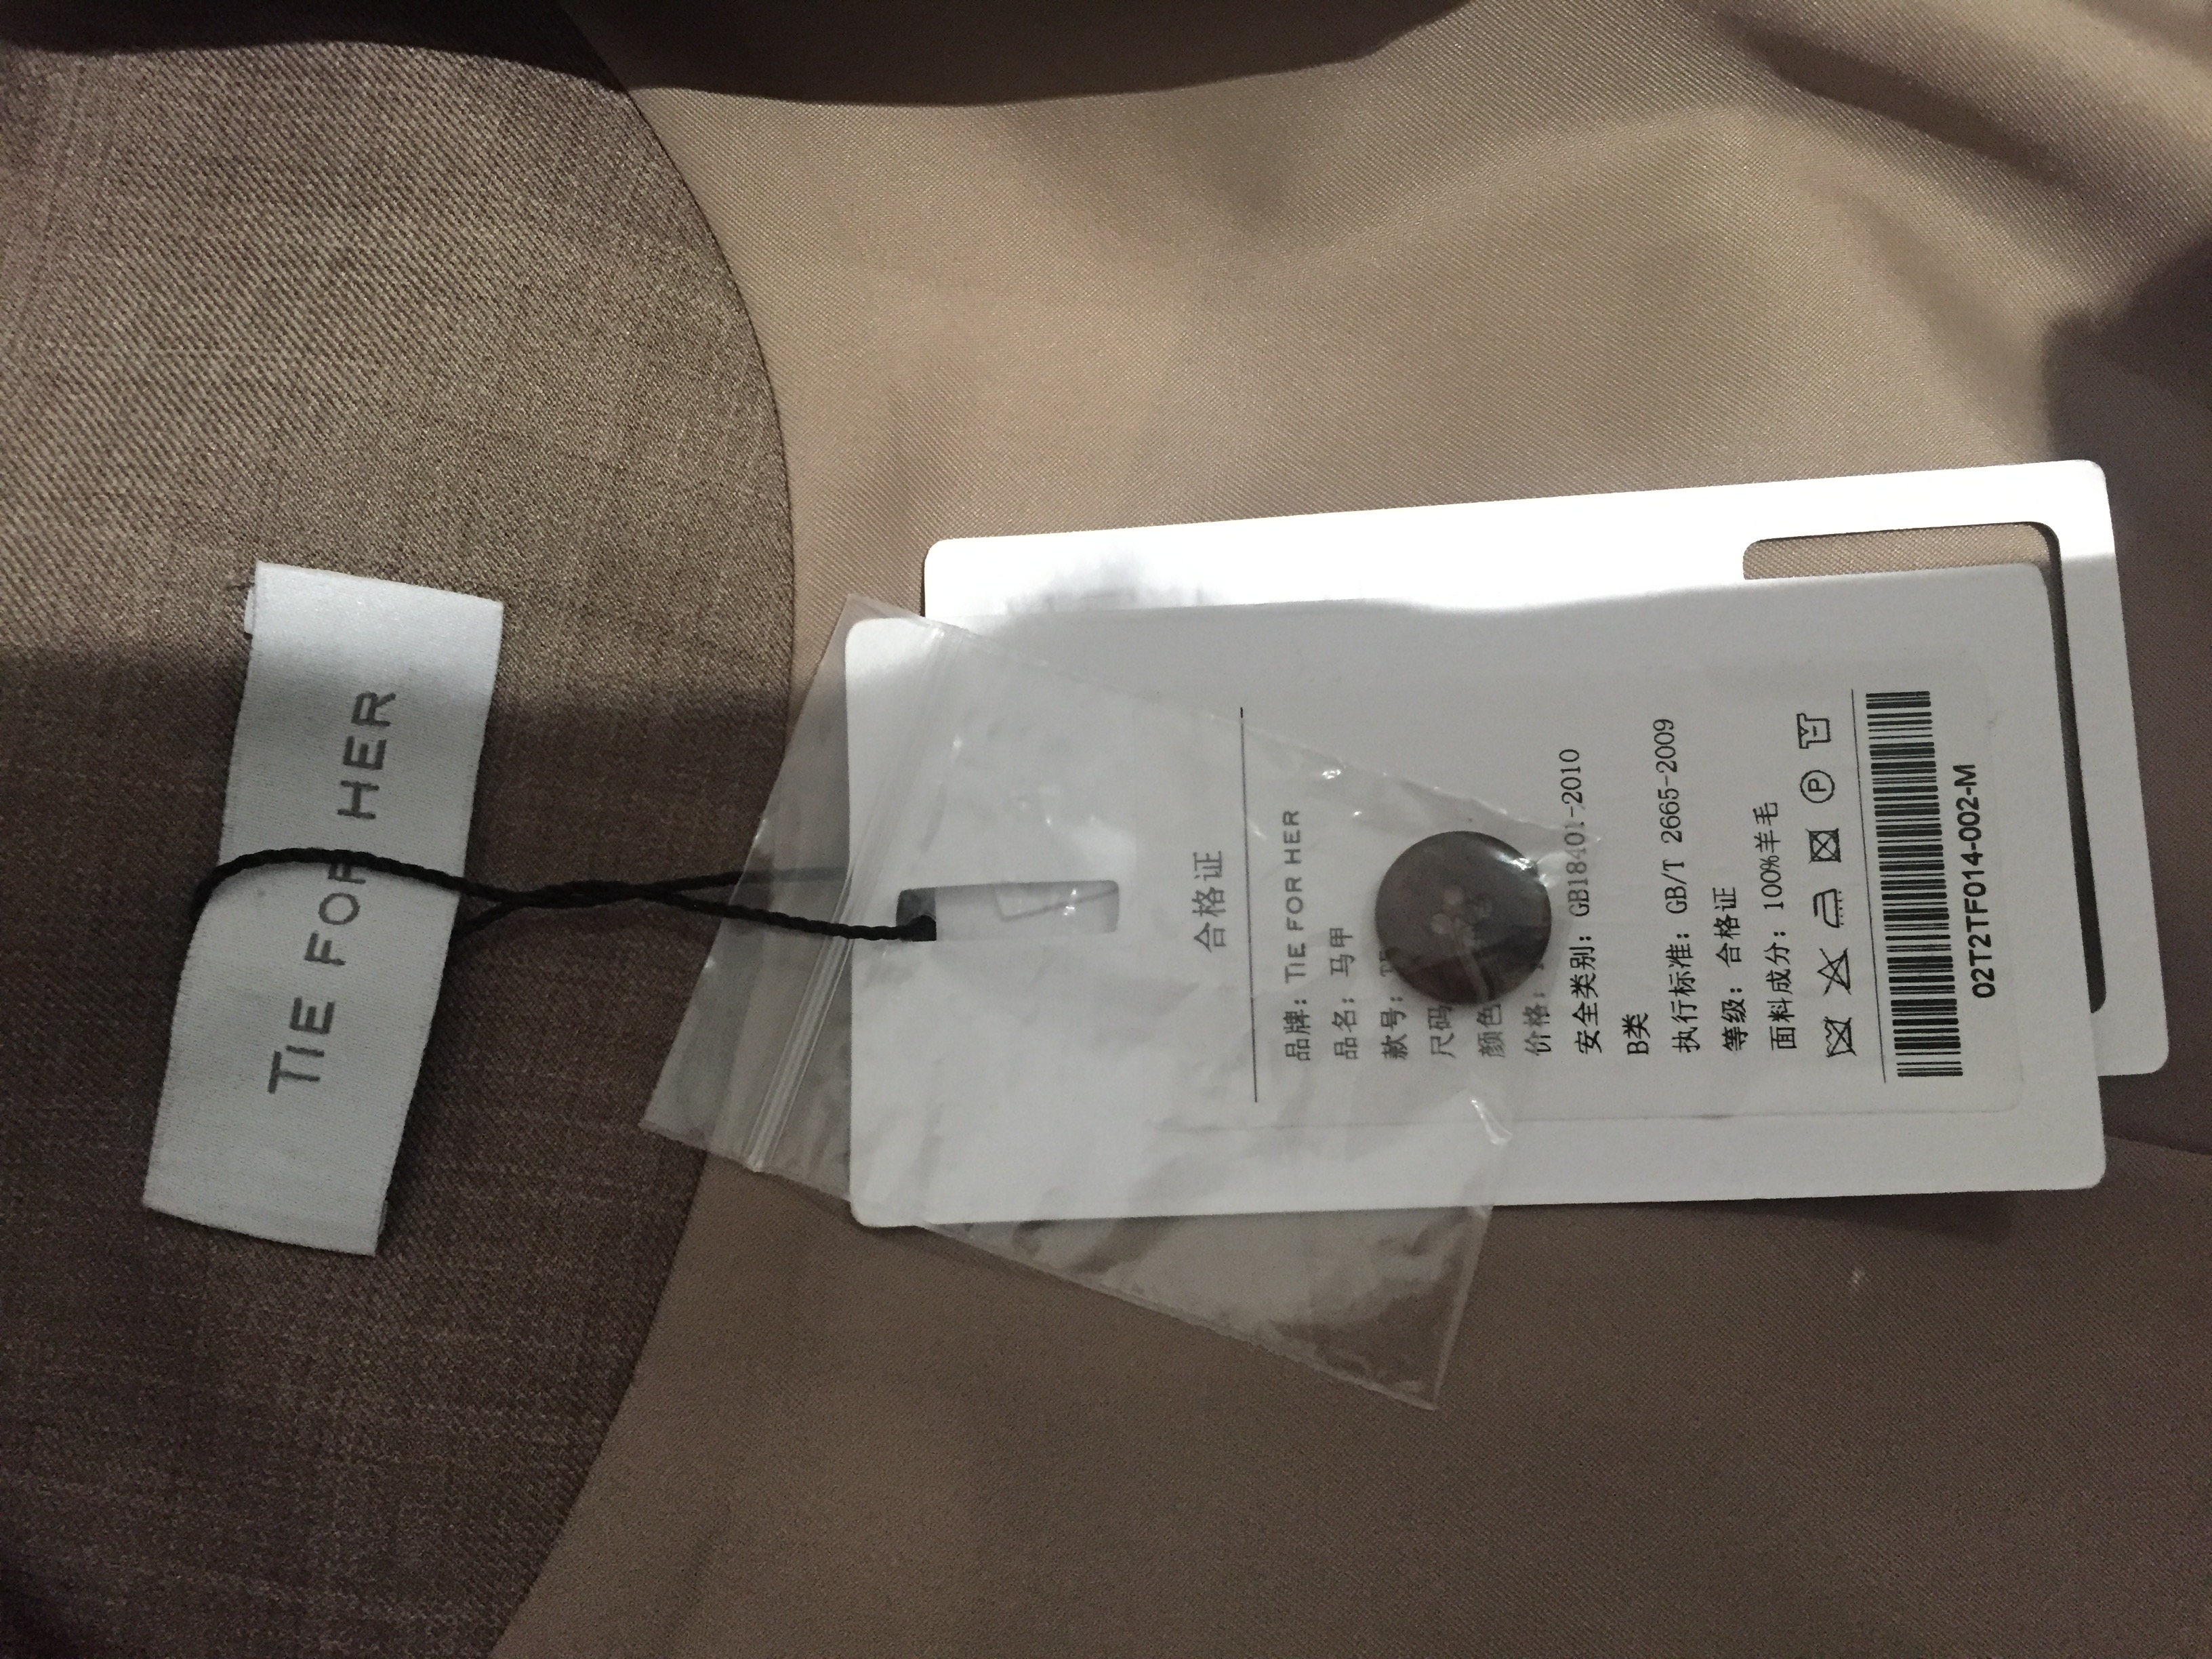 TIE FOR HER
合格证
品牌：TIE FOR HER
品名：马甲
款号：
尺码
颜色
价格：
安全类别：GB18401-2010
B类
执行标准：GB/T 2665-2009
等级：合格证
面料成分：100%羊毛
P
02T2TF014-002-M